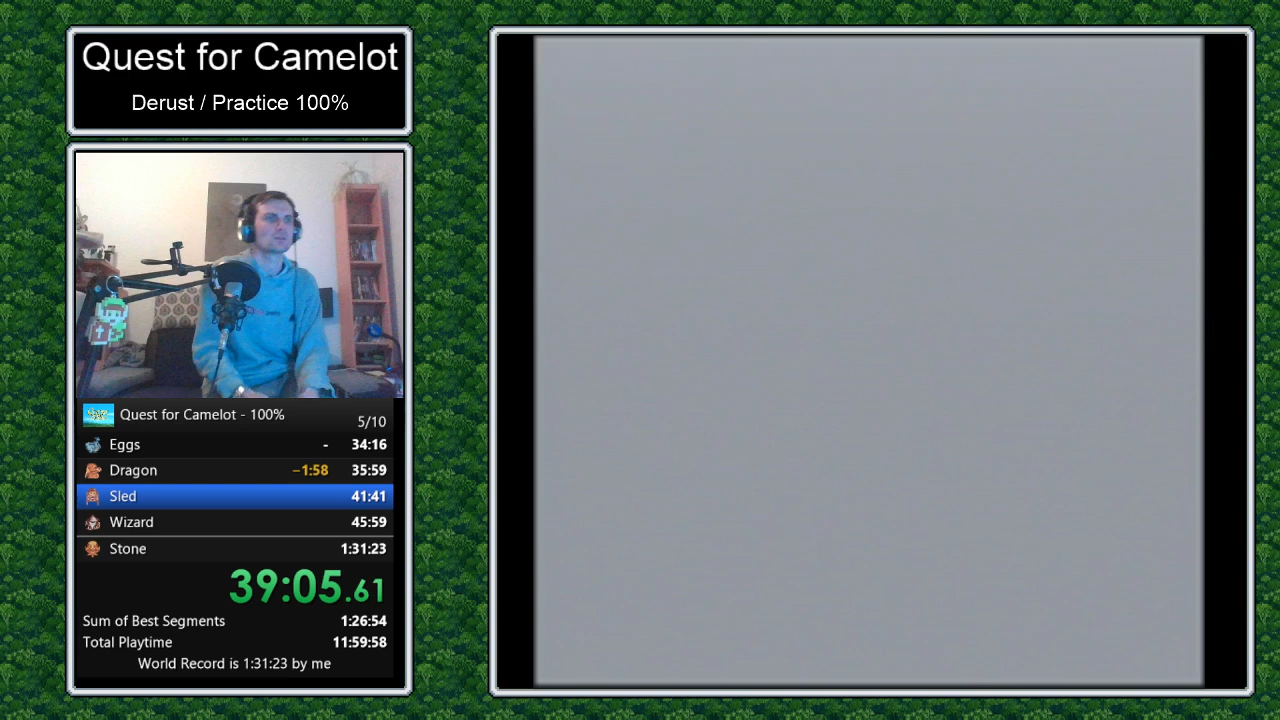 Quest for Camelot
Derust / Practice 100%
Quest for Camelot - 100%
5/10
Eggs - 34:16
Dragon −1:58 35:59
Sled 41:41
Wizard 45:59
Stone 1:31:23
39:05.61
Sum of Best Segments 1:26:54
Total Playtime 11:59:58
World Record is 1:31:23 by me